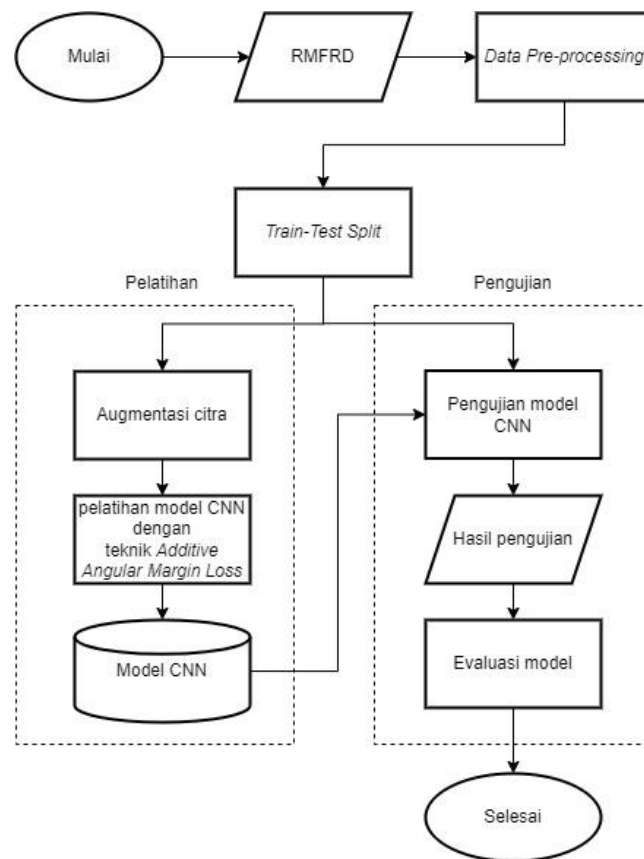 Mulai
RMFRD
Data Pre-processing
Train-Test Split
Pelatihan
Augmentasi citra
pelatihan model CNN
dengan
teknik Additive
Angular Margin Loss
Model CNN
Pengujian
Pengujian model
CNN
Hasil pengujian
Evaluasi model
Selesai